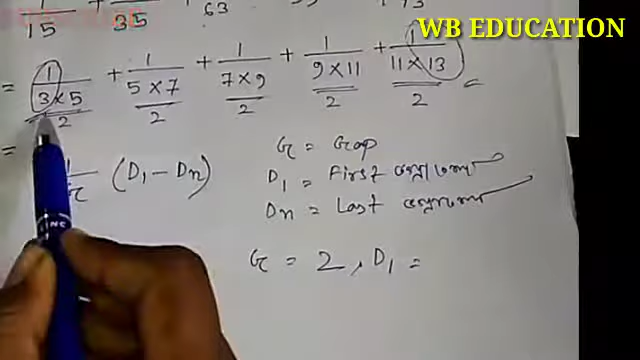 WB EDUCATION
1/15 + 1/35 + 1/63
= 1/(3×5) + 1/(5×7) + 1/(7×9) + 1/(9×11) + 1/(11×13)
2 2 2 2 2
= 1/G (D1 − Dn)
G = Gap
D1 = First
Dn = Last
G = 2, D1 =